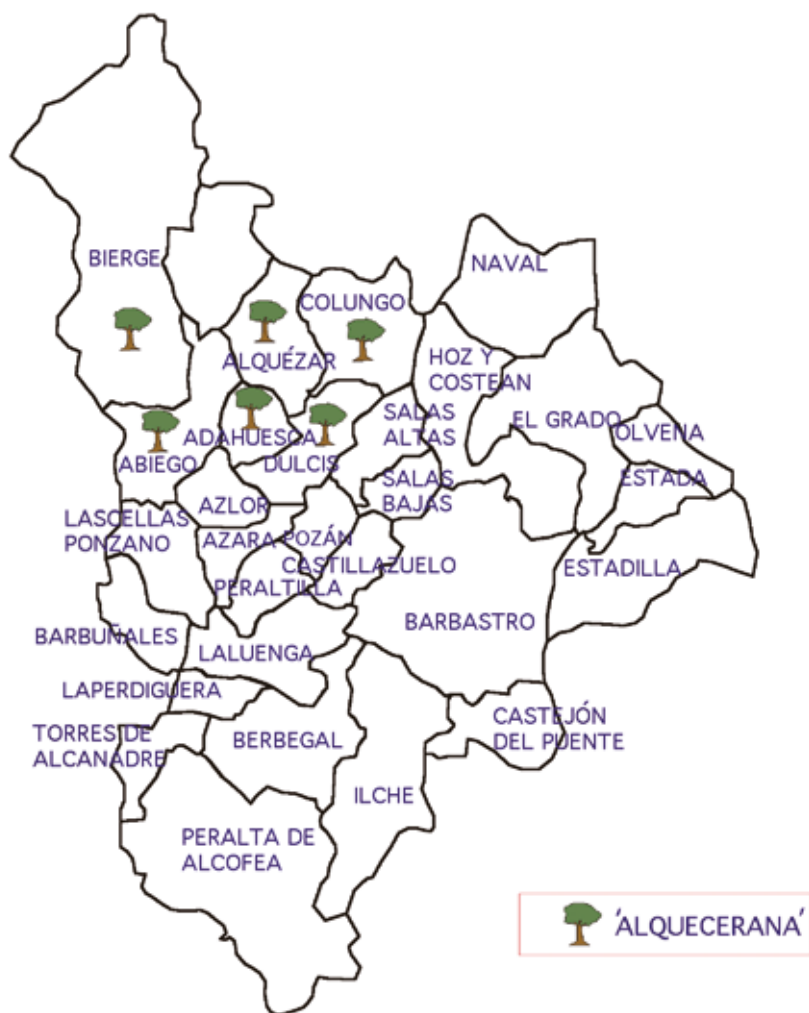 BIERGE
NAVAL
COLUNGO
ALQUÉZAR
HOZ Y
COSTEAN
SALAS
ALTAS
EL GRADO
OLVENA
ADAHUESCA
ABIEGO
DULCIS
SALAS
BAJAS
ESTADA
AZLOR
LASCELLAS
PONZANO
AZARA
POZÁN
CASTILLAZUELO
ESTADILLA
PERALTILLA
BARBASTRO
BARBUÑALES
LALUENGA
LAPERDIGUERA
TORRES DE
ALCANADRE
BERBEGAL
CASTEJÓN
DEL PUENTE
ILCHE
PERALTA DE
ALCOFEA
'ALQUECERANA'